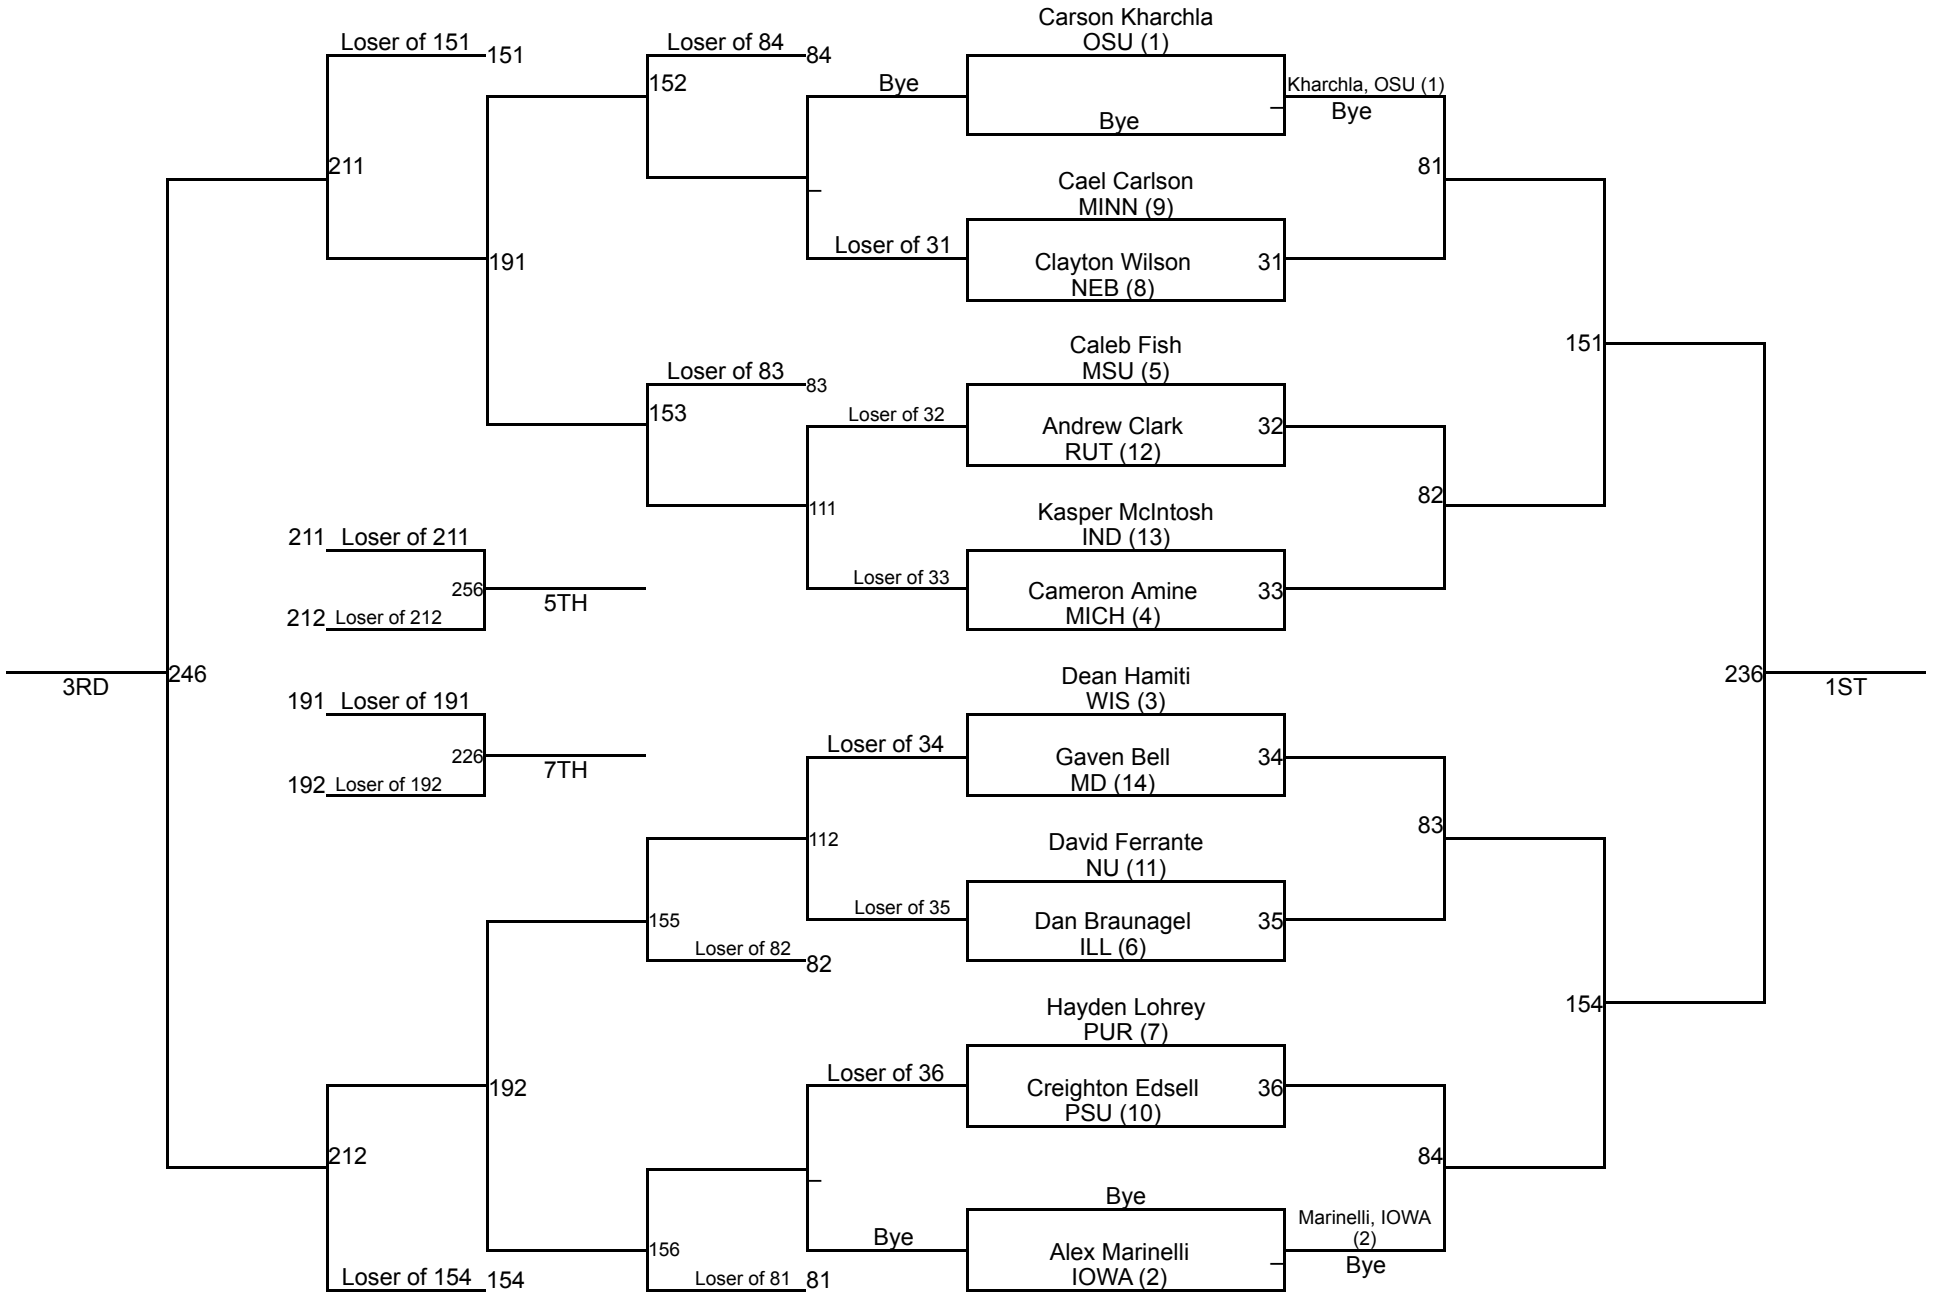 Carson Kharchla
Loser of 151
151
Loser of 84
84
OSU (1)
152
Bye
Kharchla, OSU (1)
Bye
Bye
211
81
Cael Carlson
MINN (9)
Loser of 31
191
Clayton Wilson
31
NEB (8)
Caleb Fish
151
Loser of 83
83
MSU (5)
153
Loser of 32
Andrew Clark
32
RUT (12)
82
111
Kasper McIntosh
211
Loser of 211
IND (13)
Loser of 33
256
5TH
Cameron Amine
33
212
Loser of 212
MICH (4)
246
Dean Hamiti
236
3RD
1ST
191
Loser of 191
WIS (3)
Loser of 34
226
7TH
Gaven Bell
34
192
Loser of 192
MD (14)
83
112
David Ferrante
NU (11)
Loser of 35
155
Dan Braunagel
35
Loser of 82
82
ILL (6)
Hayden Lohrey
154
PUR (7)
Loser of 36
192
Creighton Edsell
36
PSU (10)
212
84
Bye
Marinelli, IOWA
(2)
Bye
156
Alex Marinelli
Bye
Loser of 154
154
Loser of 81
81
IOWA (2)